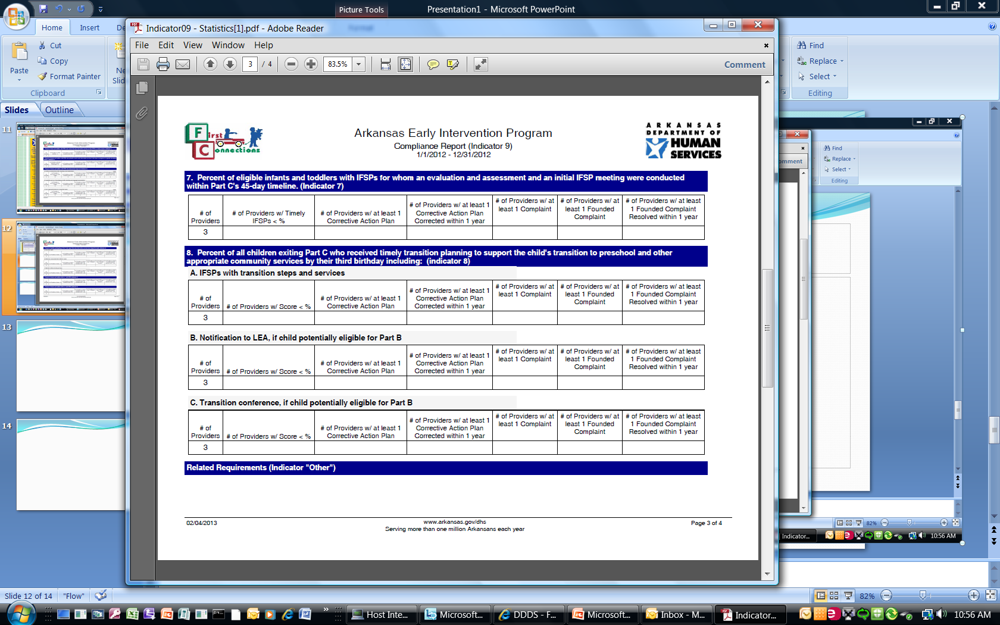 Picture Tools
Presentation1 - Microsoft PowerPoint
Home
Insert
De
Cut
Copy
Format Painter
Paste
Clipboard
Ne
Slid
Find
Replace
Select
Editing
Slides
Outline
11
12
13
14
Indicator09 - Statistics[1].pdf - Adobe Reader
File Edit View Window Help
3 / 4
83.5%
Comment
First Connections
Arkansas Early Intervention Program
Compliance Report (Indicator 9)
1/1/2012 - 12/31/2012
ARKANSAS
DEPARTMENT OF
HUMAN
SERVICES
7. Percent of eligible infants and toddlers with IFSPs for whom an evaluation and assessment and an initial IFSP meeting were conducted
within Part C's 45-day timeline. (Indicator 7)
# of Providers
# of Providers w/ Timely IFSPs < %
# of Providers w/ at least 1 Corrective Action Plan
# of Providers w/ at least 1 Corrective Action Plan Corrected within 1 year
# of Providers w/ at least 1 Complaint
# of Providers w/ at least 1 Founded Complaint
# of Providers w/ at least 1 Founded Complaint Resolved within 1 year
3
8. Percent of all children exiting Part C who received timely transition planning to support the child's transition to preschool and other
appropriate community services by their third birthday including: (indicator 8)
A. IFSPs with transition steps and services
# of Providers
# of Providers w/ Score < %
# of Providers w/ at least 1 Corrective Action Plan
# of Providers w/ at least 1 Corrective Action Plan Corrected within 1 year
# of Providers w/ at least 1 Complaint
# of Providers w/ at least 1 Founded Complaint
# of Providers w/ at least 1 Founded Complaint Resolved within 1 year
3
B. Notification to LEA, if child potentially eligible for Part B
# of Providers
# of Providers w/ Score < %
# of Providers w/ at least 1 Corrective Action Plan
# of Providers w/ at least 1 Corrective Action Plan Corrected within 1 year
# of Providers w/ at least 1 Complaint
# of Providers w/ at least 1 Founded Complaint
# of Providers w/ at least 1 Founded Complaint Resolved within 1 year
3
C. Transition conference, if child potentially eligible for Part B
# of Providers
# of Providers w/ Score < %
# of Providers w/ at least 1 Corrective Action Plan
# of Providers w/ at least 1 Corrective Action Plan Corrected within 1 year
# of Providers w/ at least 1 Complaint
# of Providers w/ at least 1 Founded Complaint
# of Providers w/ at least 1 Founded Complaint Resolved within 1 year
3
Related Requirements (Indicator "Other")
02/04/2013
www.arkansas.gov/dhs
Serving more than one million Arkansans each year
Page 3 of 4
Find
Replace
Select
Editing
omment
82%
Indicator...
10:56 AM
Slide 12 of 14
"Flow"
82%
Host Inte...
Microsoft...
DDDS - F...
Microsoft...
Inbox - M...
Indicator...
10:56 AM